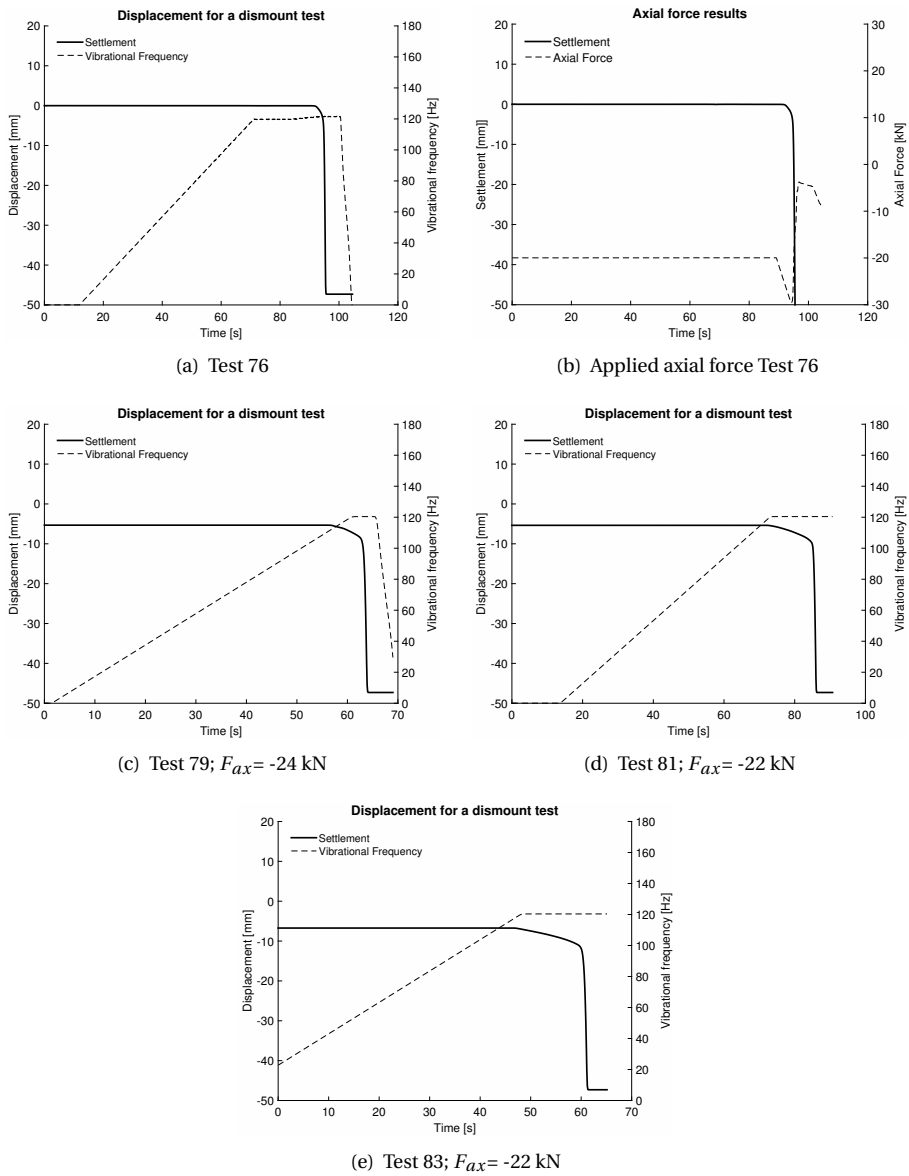 Displacement for a dismount test
Settlement
Vibrational Frequency
20
10
0
-10
-20
-30
-40
-50
Displacement [mm]
180
160
140
120
100
80
60
40
20
0
Vibrational frequency [Hz]
0 20 40 60 80 100 120
Time [s]
(a) Test 76
Axial force results
Settlement
Axial Force
20
10
0
-10
-20
-30
-40
-50
Settlement [mm]]
30
20
10
0
-10
-20
-30
Axial Force [kN]
0 20 40 60 80 100 120
Time [s]
(b) Applied axial force Test 76
Displacement for a dismount test
Settlement
Vibrational Frequency
20
10
0
-10
-20
-30
-40
-50
Displacement [mm]
180
160
140
120
100
80
60
40
20
0
Vibrational frequency [Hz]
0 10 20 30 40 50 60 70
Time [s]
(c) Test 79; Fax= -24 kN
Displacement for a dismount test
Settlement
Vibrational Frequency
20
10
0
-10
-20
-30
-40
-50
Displacement [mm]
180
160
140
120
100
80
60
40
20
0
Vibrational frequency [Hz]
0 20 40 60 80 100
Time [s]
(d) Test 81; Fax= -22 kN
Displacement for a dismount test
Settlement
Vibrational Frequency
20
10
0
-10
-20
-30
-40
-50
Displacement [mm]
180
160
140
120
100
80
60
40
20
0
Vibrational frequency [Hz]
0 10 20 30 40 50 60 70
Time [s]
(e) Test 83; Fax= -22 kN